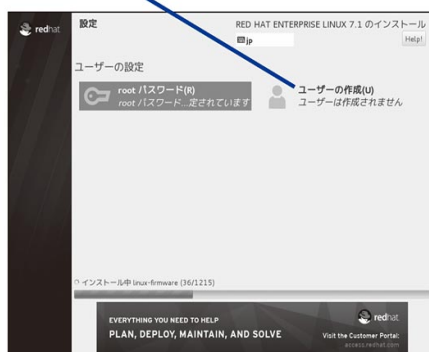 redhat
設定
RED HAT ENTERPRISE LINUX 7.1 のインストール
jp
Help!
ユーザーの設定
root パスワード(R)
root パスワード...定されています
ユーザーの作成(U)
ユーザーは作成されません
インストール中 linux-firmware (36/1215)
EVERYTHING YOU NEED TO HELP
PLAN, DEPLOY, MAINTAIN, AND SOLVE
redhat
Visit the Customer Portal:
access.redhat.com